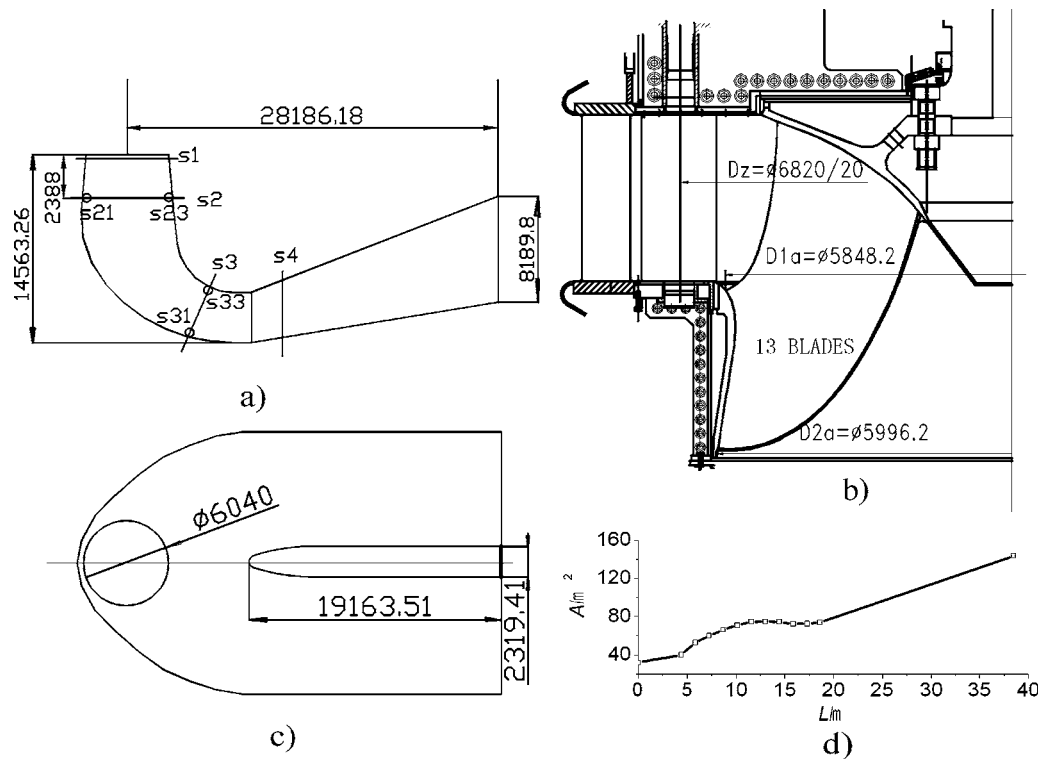 28186.18
s1
2388
s2
s21
s23
14563.26
s3
s4
s33
s31
8189.8
a)
Dz=ø6820/20
D1a=ø5848.2
13 BLADES
D2a=ø5996.2
b)
ø6040
19163.51
2319.41
c)
A/m²
160
120
80
40
0 5 10 15 20 25 30 35 40
L/m
d)